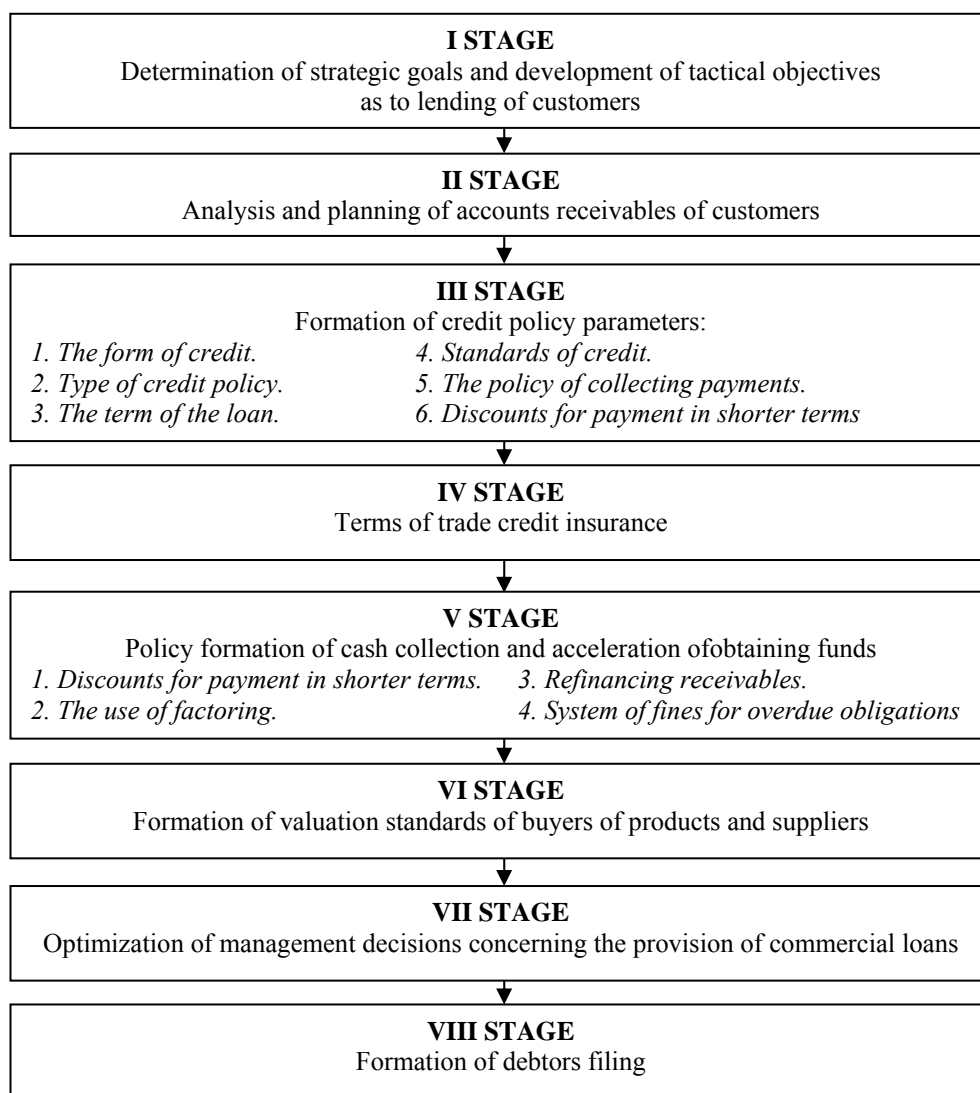 I STAGE
Determination of strategic goals and development of tactical objectives
as to lending of customers
II STAGE
Analysis and planning of accounts receivables of customers
III STAGE
Formation of credit policy parameters:
1. The form of credit.
2. Type of credit policy.
3. The term of the loan.
4. Standards of credit.
5. The policy of collecting payments.
6. Discounts for payment in shorter terms
IV STAGE
Terms of trade credit insurance
V STAGE
Policy formation of cash collection and acceleration ofobtaining funds
1. Discounts for payment in shorter terms.
2. The use of factoring.
3. Refinancing receivables.
4. System of fines for overdue obligations
VI STAGE
Formation of valuation standards of buyers of products and suppliers
VII STAGE
Optimization of management decisions concerning the provision of commercial loans
VIII STAGE
Formation of debtors filing